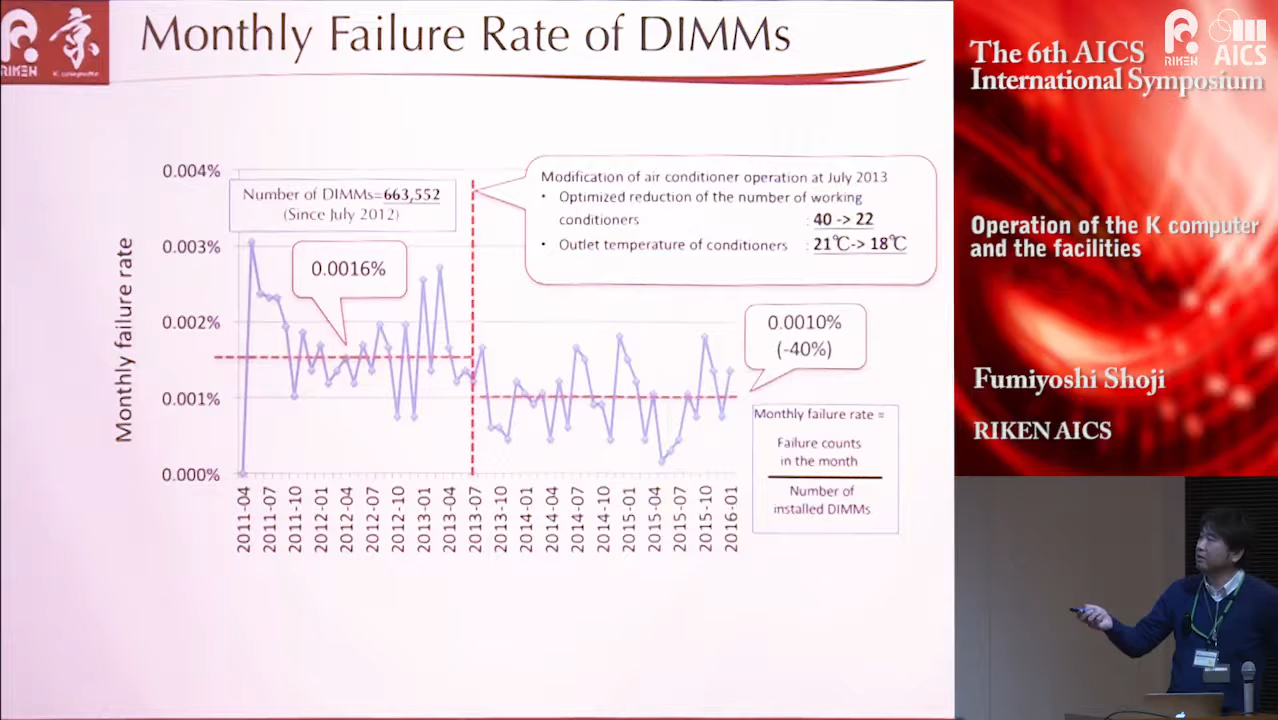 RIKEN
京
K computer
Monthly Failure Rate of DIMMs
Number of DIMMs=663,552
(Since July 2012)
Modification of air conditioner operation at July 2013
• Optimized reduction of the number of working
conditioners : 40 -> 22
• Outlet temperature of conditioners : 21℃-> 18℃
0.0016%
0.0010%
(-40%)
Monthly failure rate
0.004%
0.003%
0.002%
0.001%
0.000%
2011-04
2011-07
2011-10
2012-01
2012-04
2012-07
2012-10
2013-01
2013-04
2013-07
2013-10
2014-01
2014-04
2014-07
2014-10
2015-01
2015-04
2015-07
2015-10
2016-01
Monthly failure rate =
Failure counts
in the month
Number of
installed DIMMs
The 6th AICS
International Symposium
RIKEN
AICS
Operation of the K computer
and the facilities
Fumiyoshi Shoji
RIKEN AICS